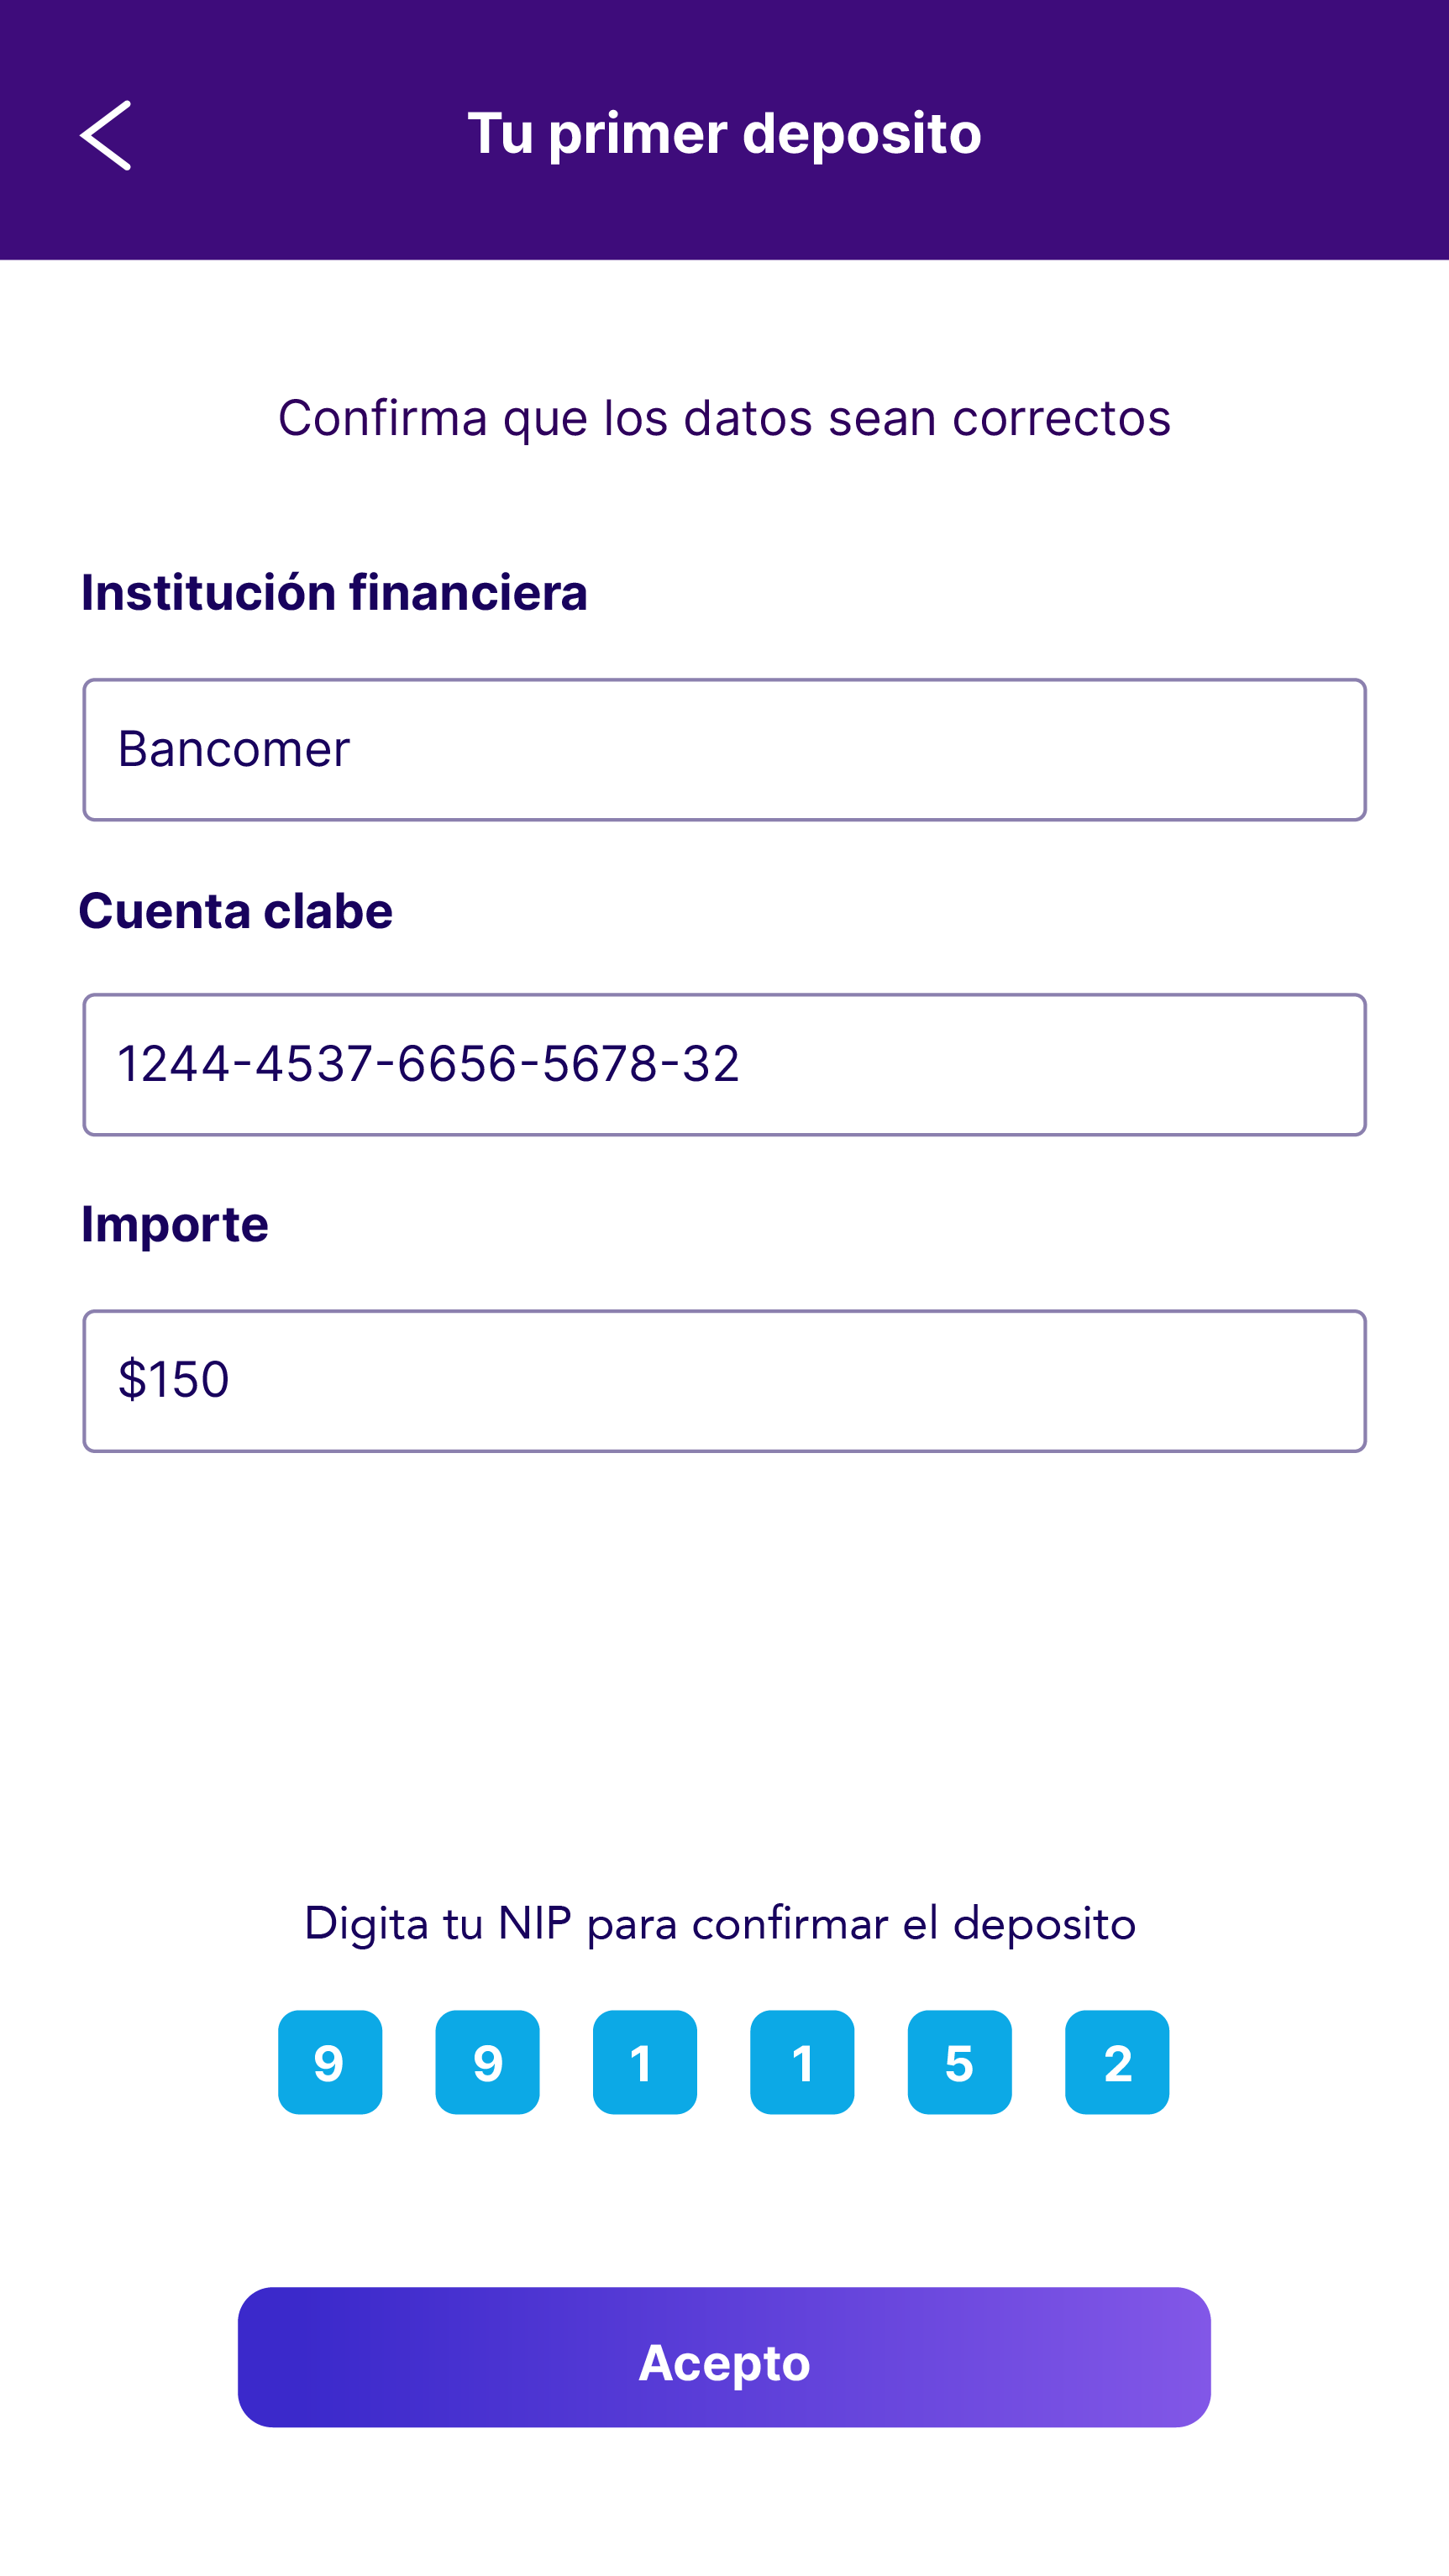 Tu primer deposito
Confirma que los datos sean correctos
Institución financiera
Bancomer
Cuenta clabe
1244-4537-6656-5678-32
Importe
$150
Digita tu NIP para confirmar el deposito
9 9 1 1 5 2
Acepto